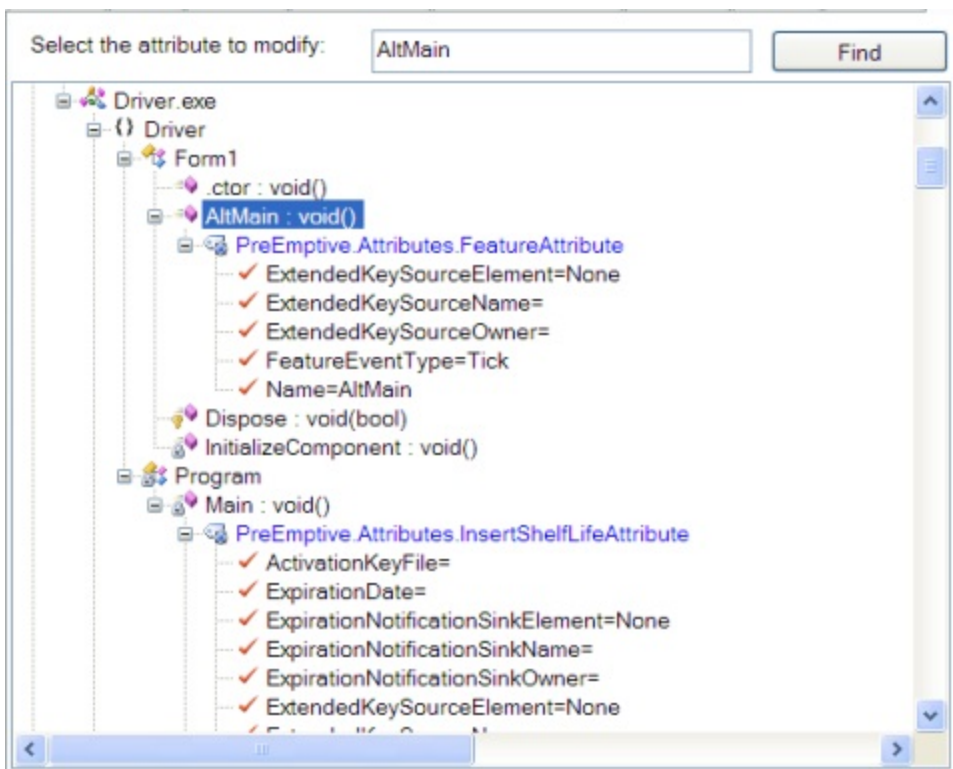 Select the attribute to modify: AltMain Find
Driver.exe
{} Driver
Form1
.ctor : void()
AltMain : void()
PreEmptive.Attributes.FeatureAttribute
ExtendedKeySourceElement=None
ExtendedKeySourceName=
ExtendedKeySourceOwner=
FeatureEventType=Tick
Name=AltMain
Dispose : void(bool)
InitializeComponent : void()
Program
Main : void()
PreEmptive.Attributes.InsertShelfLifeAttribute
ActivationKeyFile=
ExpirationDate=
ExpirationNotificationSinkElement=None
ExpirationNotificationSinkName=
ExpirationNotificationSinkOwner=
ExtendedKeySourceElement=None